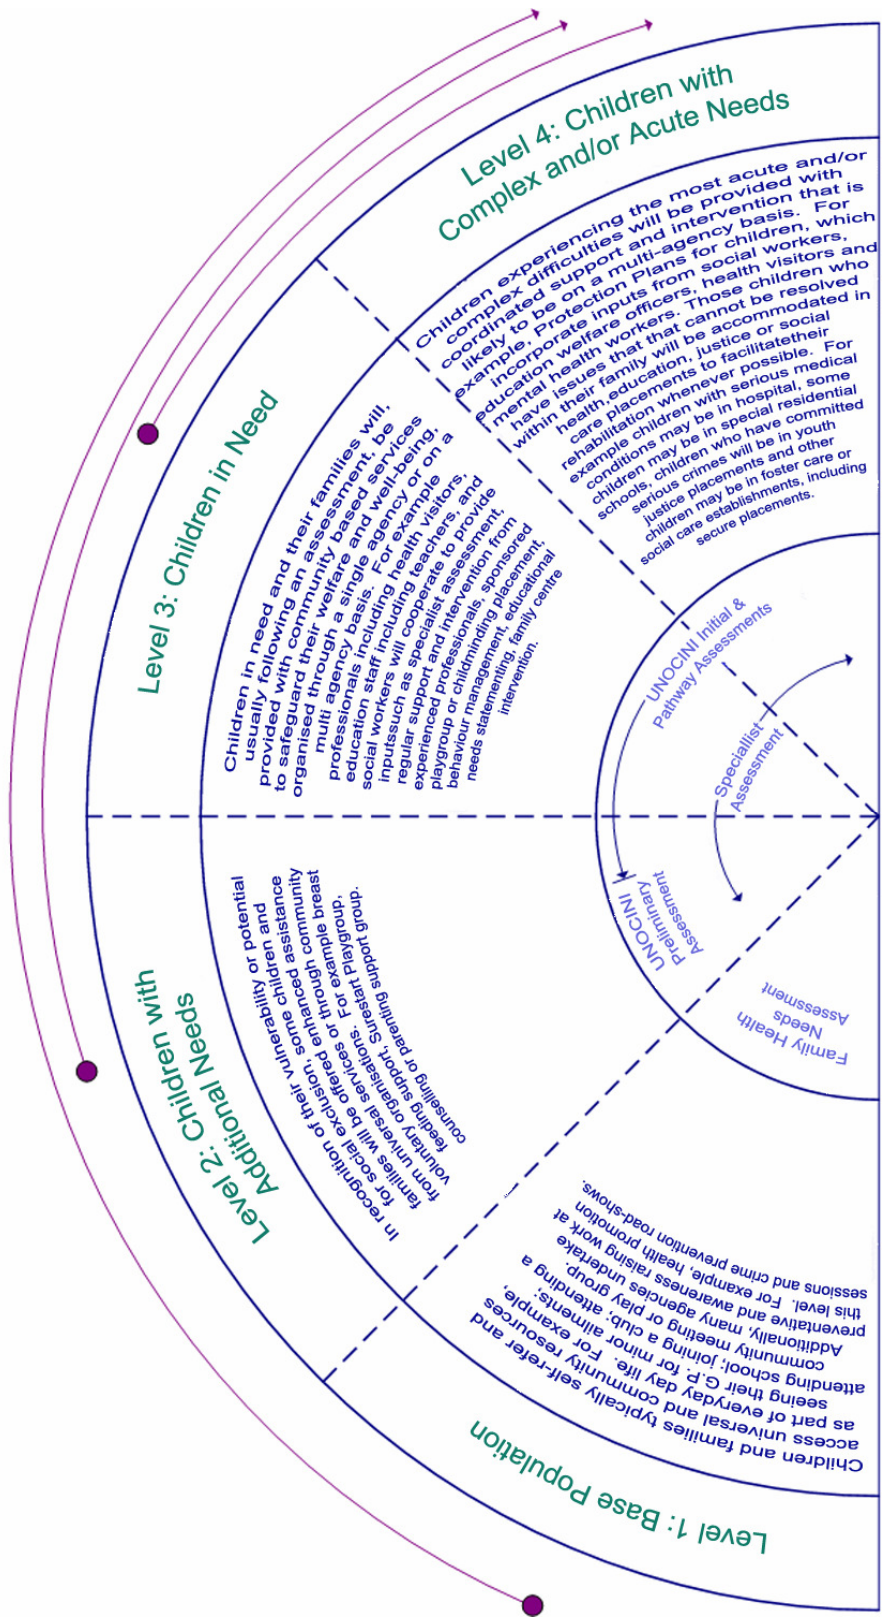 Level 4: Children with
Complex and/or Acute Needs
Children experiencing the most acute and/or
complex difficulties will be provided with
coordinated support and intervention that is
likely to be on a multi-agency basis. For
example, Protection Plans for children, which
incorporate inputs from social workers,
education welfare officers, health visitors and
mental health workers. Those children who
have issues that that cannot be resolved
within their family will be accommodated in
health,education, justice or social
care placements to facilitatetheir
rehabilitation whenever possible. For
example children with serious medical
conditions may be in hospital, some
children may be in special residential
schools, children who have committed
serious crimes will be in youth
justice placements and other
children may be in foster care or
social care establishments, including
secure placements.
Level 3: Children in Need
Children in need and their families will,
usually following an assessment, be
provided with community based services
to safeguard their welfare and well-being,
organised through a single agency or on a
multi agency basis. For example
professionals including health visitors,
education staff including teachers, and
social workers will cooperate to provide
inputssuch as specialist assessment,
regular support and intervention from
experienced professionals, sponsored
playgroup or childminding placement,
behaviour management, educational
needs statementing, family centre
intervention.
Level 2: Children with
Additional Needs
In recognition of their vulnerability or potential
for social exclusion, some children and
families will be offered enhanced assistance
from universal services or through community
voluntary organisations. For example breast
feeding support, Surestart Playgroup,
counselling or parenting support group.
Level 1: Base Population
Children and families typically self-refer and
access universal and community resources
as part of everyday day life. For example,
seeing their G.P. for minor ailments;
attending school; joining a club, attending a
community meeting or play group.
Additionally, many agencies undertake
preventative and awareness raising work at
this level. For example, health promotion
sessions and crime prevention road-shows.
UNOCINI Initial &
Pathway Assessments
Speciallist
Assessment
UNOCINI
Preliminary
Assessment
Family Health
Needs
Assessment